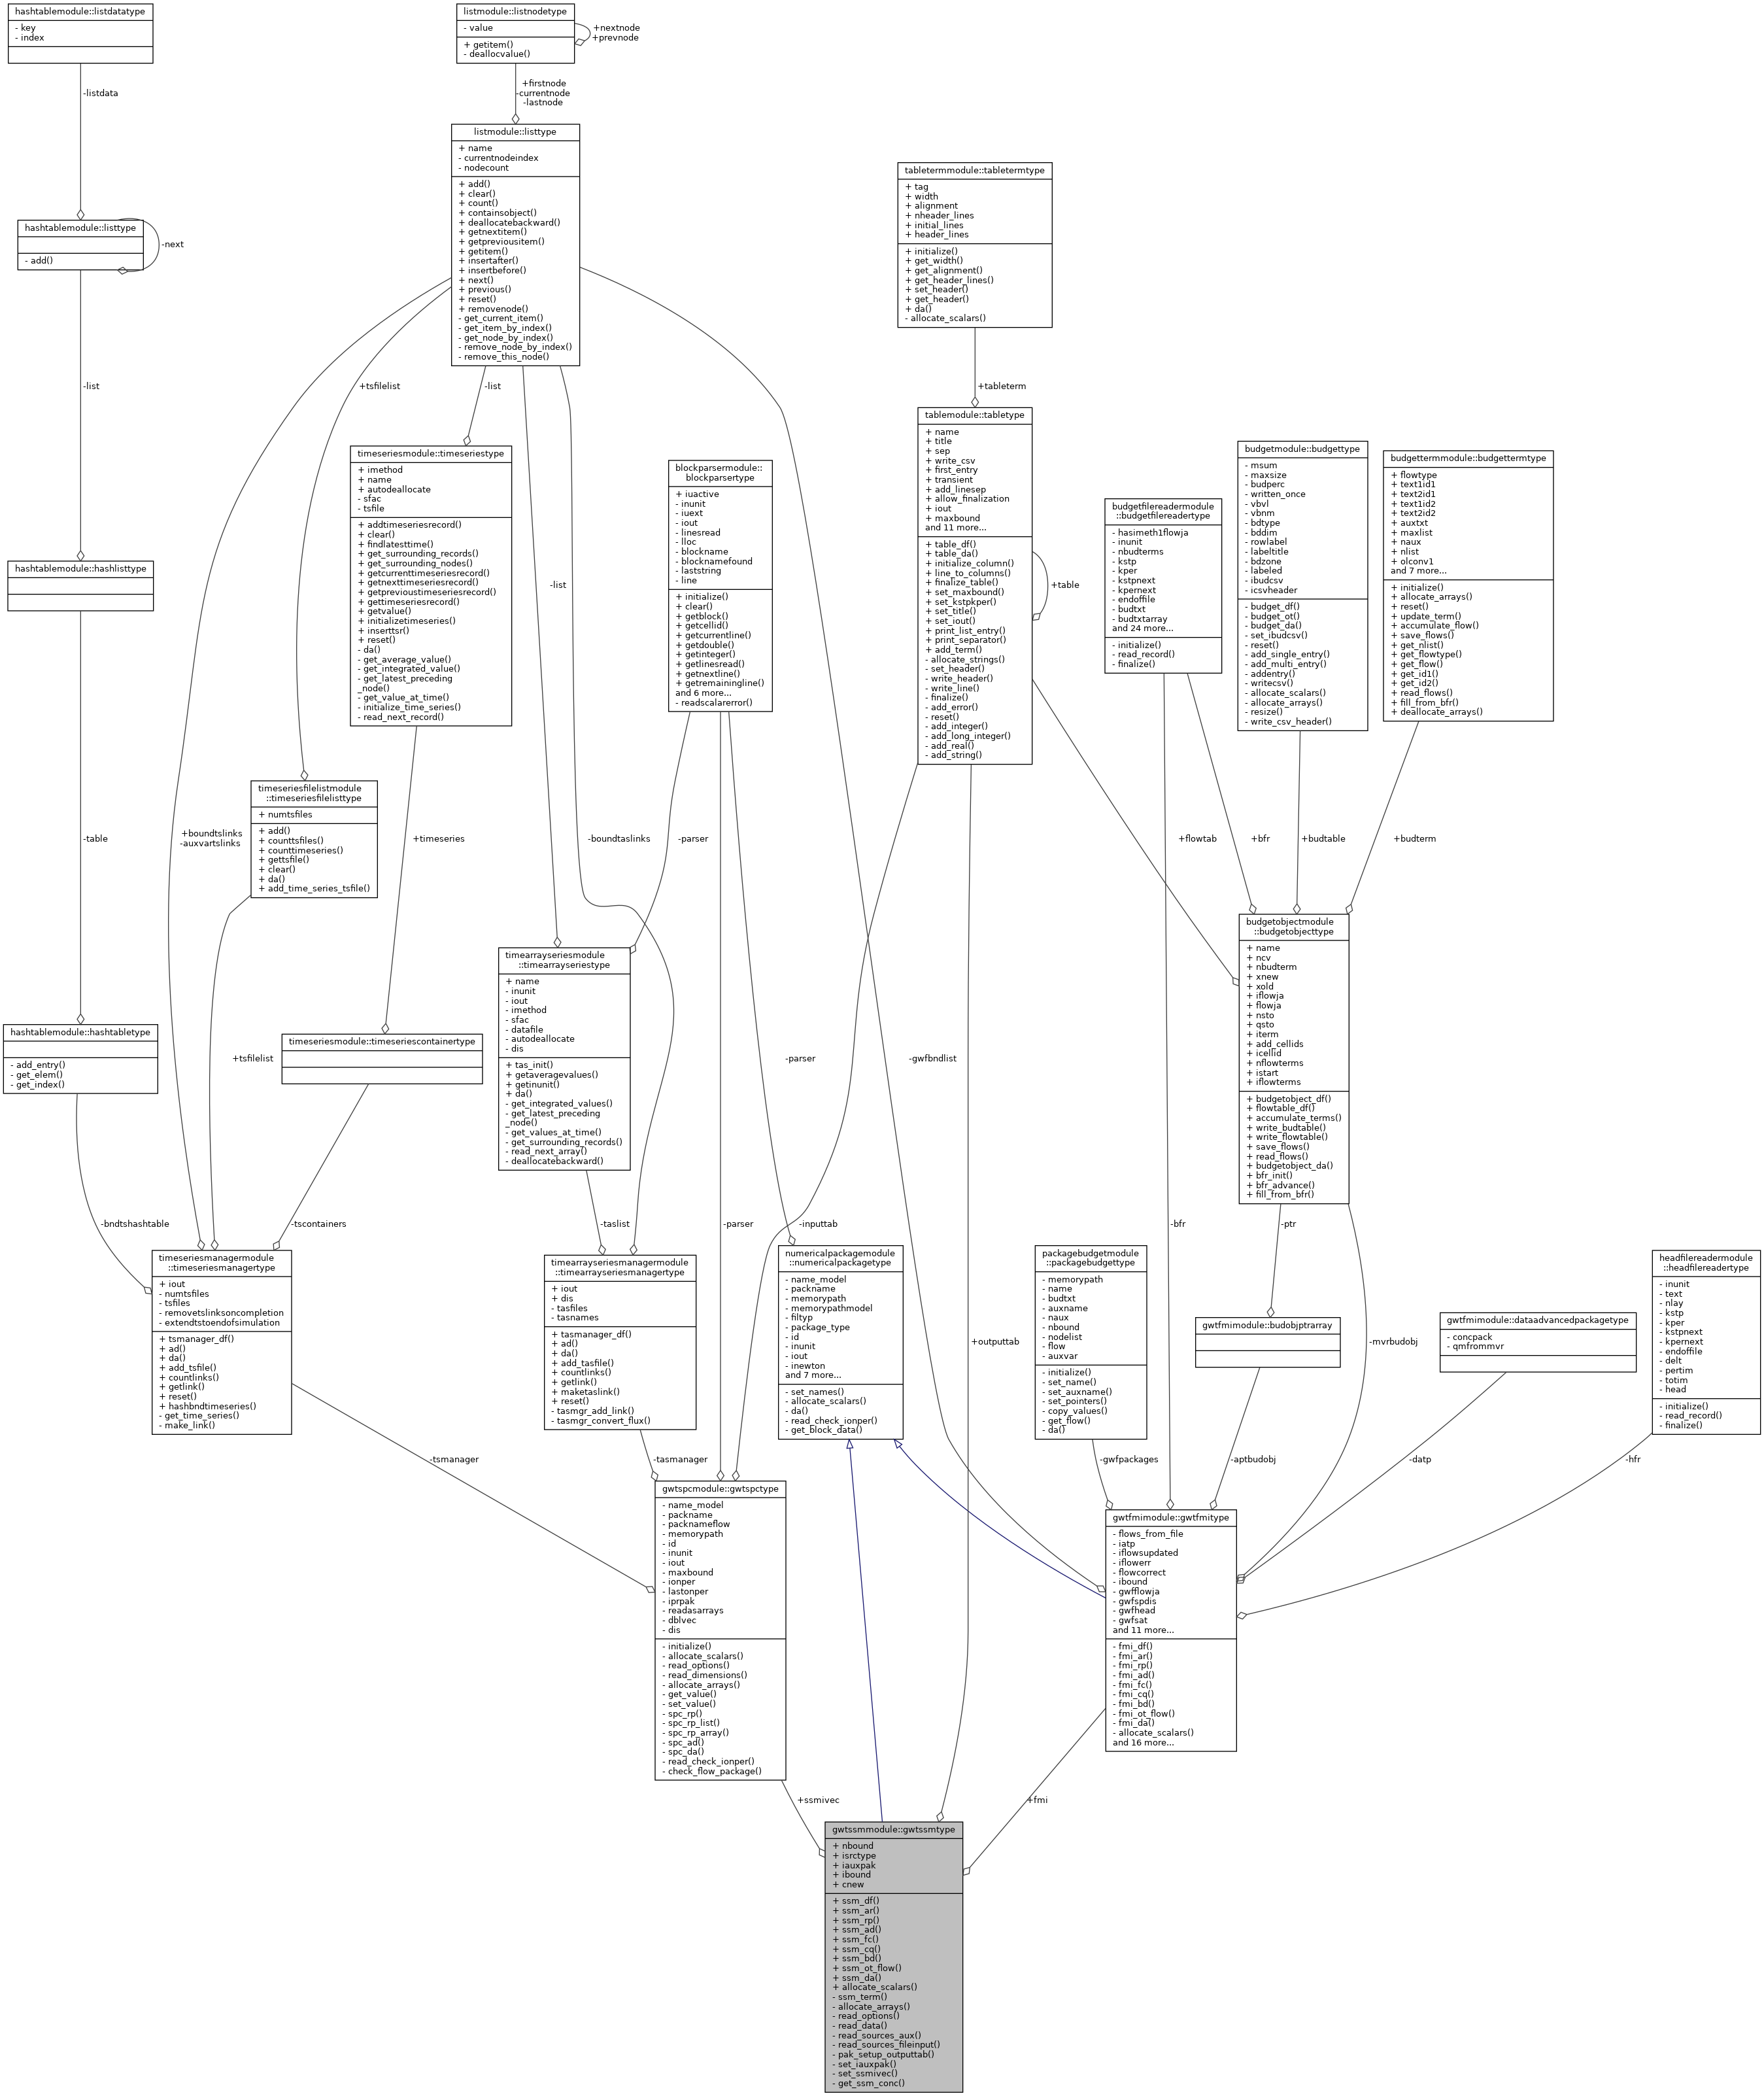 hashtablemodule::listdatatype
- key
- index
listmodule::listnodetype
- value
+ getitem()
- deallocvalue()
+nextnode
+prevnode
-listdata
+firstnode
-currentnode
-lastnode
listmodule::listtype
+ name
- currentnodeindex
- nodecount
+ add()
+ clear()
+ count()
+ containsobject()
+ deallocatebackward()
+ getnextitem()
+ getpreviousitem()
+ getitem()
+ insertafter()
+ insertbefore()
+ next()
+ previous()
+ reset()
+ removenode()
- get_current_item()
- get_item_by_index()
- get_node_by_index()
- remove_node_by_index()
- remove_this_node()
tabletermmodule::tabletermtype
+ tag
+ width
+ alignment
+ nheader_lines
+ initial_lines
+ header_lines
+ initialize()
+ get_width()
+ get_alignment()
+ get_header_lines()
+ set_header()
+ get_header()
+ da()
- allocate_scalars()
hashtablemodule::listtype
- add()
-next
-list
+tsfilelist
-list
+tableterm
timeseriesmodule::timeseriestype
+ imethod
+ name
+ autodeallocate
- sfac
- tsfile
+ addtimeseriesrecord()
+ clear()
+ findlatesttime()
+ get_surrounding_records()
+ get_surrounding_nodes()
+ getcurrenttimeseriesrecord()
+ getnexttimeseriesrecord()
+ getprevioustimeseriesrecord()
+ gettimeseriesrecord()
+ getvalue()
+ initializetimeseries()
+ inserttsr()
+ reset()
- da()
- get_average_value()
- get_integrated_value()
- get_latest_preceding
_node()
- get_value_at_time()
- initialize_time_series()
- read_next_record()
blockparsermodule::
blockparsertype
+ iuactive
- inunit
- iuext
- iout
- linesread
- lloc
- blockname
- blocknamefound
- laststring
- line
+ initialize()
+ clear()
+ getblock()
+ getcellid()
+ getcurrentline()
+ getdouble()
+ getinteger()
+ getlinesread()
+ getnextline()
+ getremainingline()
and 6 more...
- readscalarerror()
tablemodule::tabletype
+ name
+ title
+ sep
+ write_csv
+ first_entry
+ transient
+ add_linesep
+ allow_finalization
+ iout
+ maxbound
and 11 more...
+ table_df()
+ table_da()
+ initialize_column()
+ line_to_columns()
+ finalize_table()
+ set_maxbound()
+ set_kstpkper()
+ set_title()
+ set_iout()
+ print_list_entry()
+ print_separator()
+ add_term()
- allocate_strings()
- set_header()
- write_header()
- write_line()
- finalize()
- add_error()
- reset()
- add_integer()
- add_long_integer()
- add_real()
- add_string()
+table
budgetfilereadermodule
::budgetfilereadertype
- hasimeth1flowja
- inunit
- nbudterms
- kstp
- kper
- kstpnext
- kpernext
- endoffile
- budtxt
- budtxtarray
and 24 more...
- initialize()
- read_record()
- finalize()
budgetmodule::budgettype
- msum
- maxsize
- budperc
- written_once
- vbvl
- vbnm
- bdtype
- bddim
- rowlabel
- labeltitle
- bdzone
- labeled
- ibudcsv
- icsvheader
- budget_df()
- budget_ot()
- budget_da()
- set_ibudcsv()
- reset()
- add_single_entry()
- add_multi_entry()
- addentry()
- writecsv()
- allocate_scalars()
- allocate_arrays()
- resize()
- write_csv_header()
budgettermmodule::budgettermtype
+ flowtype
+ text1id1
+ text2id1
+ text1id2
+ text2id2
+ auxtxt
+ maxlist
+ naux
+ nlist
+ olconv1
and 7 more...
+ initialize()
+ allocate_arrays()
+ reset()
+ update_term()
+ accumulate_flow()
+ save_flows()
+ get_nlist()
+ get_flowtype()
+ get_flow()
+ get_id1()
+ get_id2()
+ read_flows()
+ fill_from_bfr()
+ deallocate_arrays()
hashtablemodule::hashlisttype
-list
timeseriesfilelistmodule
::timeseriesfilelisttype
+ numtsfiles
+ add()
+ counttsfiles()
+ counttimeseries()
+ gettsfile()
+ clear()
+ da()
+ add_time_series_tsfile()
-table
+boundtslinks
-auxvartslinks
+timeseries
-boundtaslinks
-parser
+flowtab
+bfr
+budtable
+budterm
timearrayseriesmodule
::timearrayseriestype
+ name
- inunit
- iout
- imethod
- sfac
- datafile
- autodeallocate
- dis
+ tas_init()
+ getaveragevalues()
+ getinunit()
+ da()
- get_integrated_values()
- get_latest_preceding
_node()
- get_values_at_time()
- get_surrounding_records()
- read_next_array()
- deallocatebackward()
budgetobjectmodule
::budgetobjecttype
+ name
+ ncv
+ nbudterm
+ xnew
+ xold
+ iflowja
+ flowja
+ nsto
+ qsto
+ iterm
+ add_cellids
+ icellid
+ nflowterms
+ istart
+ iflowterms
+ budgetobject_df()
+ flowtable_df()
+ accumulate_terms()
+ write_budtable()
+ write_flowtable()
+ save_flows()
+ read_flows()
+ budgetobject_da()
+ bfr_init()
+ bfr_advance()
+ fill_from_bfr()
hashtablemodule::hashtabletype
- add_entry()
- get_elem()
- get_index()
+tsfilelist
timeseriesmodule::timeseriescontainertype
-parser
-gwfbndlist
-bndtshashtable
-tscontainers
-taslist
-parser
-inputtab
-bfr
-ptr
timeseriesmanagermodule
::timeseriesmanagertype
+ iout
- numtsfiles
- tsfiles
- removetslinksoncompletion
- extendtstoendofsimulation
+ tsmanager_df()
+ ad()
+ da()
+ add_tsfile()
+ countlinks()
+ getlink()
+ reset()
+ hashbndtimeseries()
- get_time_series()
- make_link()
timearrayseriesmanagermodule
::timearrayseriesmanagertype
+ iout
+ dis
- tasfiles
- tasnames
+ tasmanager_df()
+ ad()
+ da()
+ add_tasfile()
+ countlinks()
+ getlink()
+ maketaslink()
+ reset()
- tasmgr_add_link()
- tasmgr_convert_flux()
numericalpackagemodule
::numericalpackagetype
- name_model
- packname
- memorypath
- memorypathmodel
- filtyp
- package_type
- id
- inunit
- iout
- inewton
and 7 more...
- set_names()
- allocate_scalars()
- da()
- read_check_ionper()
- get_block_data()
+outputtab
packagebudgetmodule
::packagebudgettype
- memorypath
- name
- budtxt
- auxname
- naux
- nbound
- nodelist
- flow
- auxvar
- initialize()
- set_name()
- set_auxname()
- set_pointers()
- copy_values()
- get_flow()
- da()
gwtfmimodule::budobjptrarray
-mvrbudobj
gwtfmimodule::dataadvancedpackagetype
- concpack
- qmfrommvr
headfilereadermodule
::headfilereadertype
- inunit
- text
- nlay
- kstp
- kper
- kstpnext
- kpernext
- endoffile
- delt
- pertim
- totim
- head
- initialize()
- read_record()
- finalize()
-tsmanager
-tasmanager
-gwfpackages
-aptbudobj
-datp
-hfr
gwtspcmodule::gwtspctype
- name_model
- packname
- packnameflow
- memorypath
- id
- inunit
- iout
- maxbound
- ionper
- lastonper
- iprpak
- readasarrays
- dblvec
- dis
- initialize()
- allocate_scalars()
- read_options()
- read_dimensions()
- allocate_arrays()
- get_value()
- set_value()
- spc_rp()
- spc_rp_list()
- spc_rp_array()
- spc_ad()
- spc_da()
- read_check_ionper()
- check_flow_package()
gwtfmimodule::gwtfmitype
- flows_from_file
- iatp
- iflowsupdated
- iflowerr
- flowcorrect
- ibound
- gwfflowja
- gwfspdis
- gwfhead
- gwfsat
and 11 more...
- fmi_df()
- fmi_ar()
- fmi_rp()
- fmi_ad()
- fmi_fc()
- fmi_cq()
- fmi_bd()
- fmi_ot_flow()
- fmi_da()
- allocate_scalars()
and 16 more...
+ssmivec
+fmi
gwtssmmodule::gwtssmtype
+ nbound
+ isrctype
+ iauxpak
+ ibound
+ cnew
+ ssm_df()
+ ssm_ar()
+ ssm_rp()
+ ssm_ad()
+ ssm_fc()
+ ssm_cq()
+ ssm_bd()
+ ssm_ot_flow()
+ ssm_da()
+ allocate_scalars()
- ssm_term()
- allocate_arrays()
- read_options()
- read_data()
- read_sources_aux()
- read_sources_fileinput()
- pak_setup_outputtab()
- set_iauxpak()
- set_ssmivec()
- get_ssm_conc()